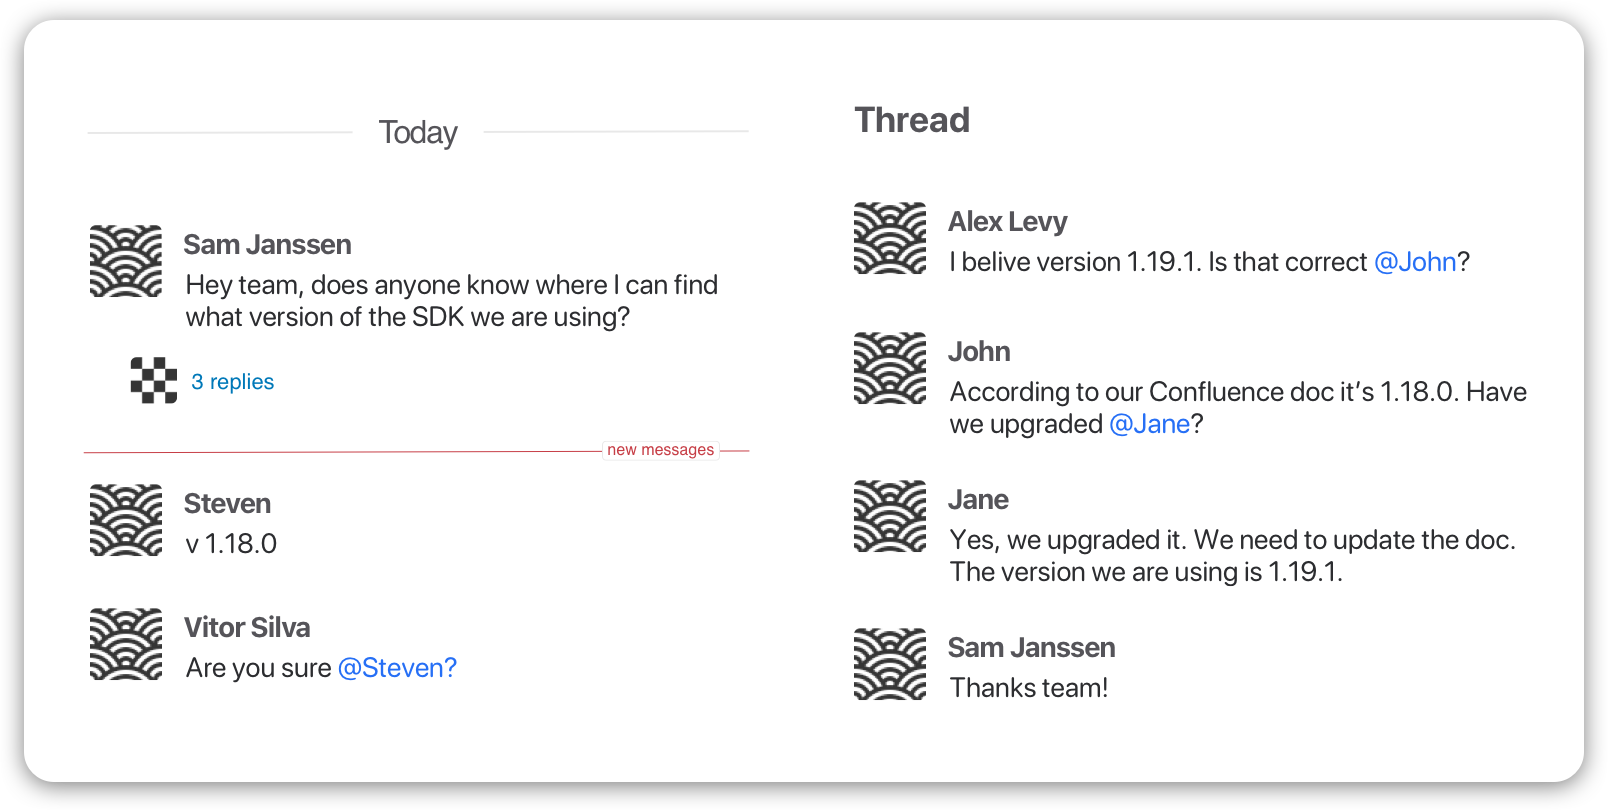 Today
Sam Janssen
Hey team, does anyone know where I can find
what version of the SDK we are using?
3 replies
new messages
Steven
v 1.18.0
Vitor Silva
Are you sure @Steven?
Thread
Alex Levy
I belive version 1.19.1. Is that correct @John?
John
According to our Confluence doc it’s 1.18.0. Have
we upgraded @Jane?
Jane
Yes, we upgraded it. We need to update the doc.
The version we are using is 1.19.1.
Sam Janssen
Thanks team!